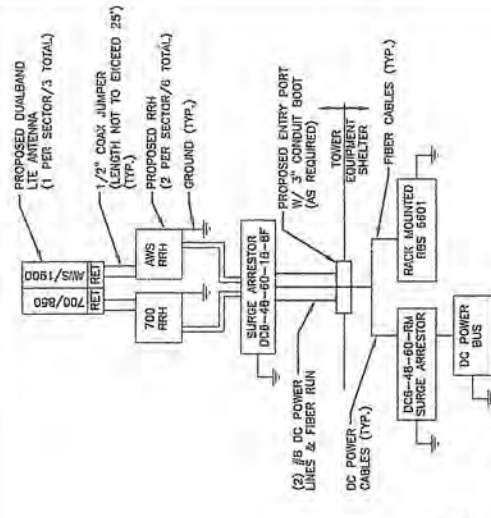 PROPOSED DUALBAND
LTE ANTENNA
(1 PER SECTOR/3 TOTAL)
700/850
AWS/1900
RET
RET
1/2" COAX JUMPER
(LENGTH NOT TO EXCEED 25')
(TYP.)
700
RRH
AWS
RRH
PROPOSED RRH
(2 PER SECTOR/6 TOTAL)
GROUND (TYP.)
SURGE ARRESTOR
DC6-48-60-18-8F
(2) #8 DC POWER
LINES & FIBER RUN
PROPOSED ENTRY PORT
W/ 3" CONDUIT BOOT
(AS REQUIRED)
TOWER
EQUIPMENT
SHELTER
DC POWER
CABLES (TYP.)
FIBER CABLES (TYP.)
DC6-48-60-RM
SURGE ARRESTOR
RACK MOUNTED
RBS 6601
DC POWER
BUS